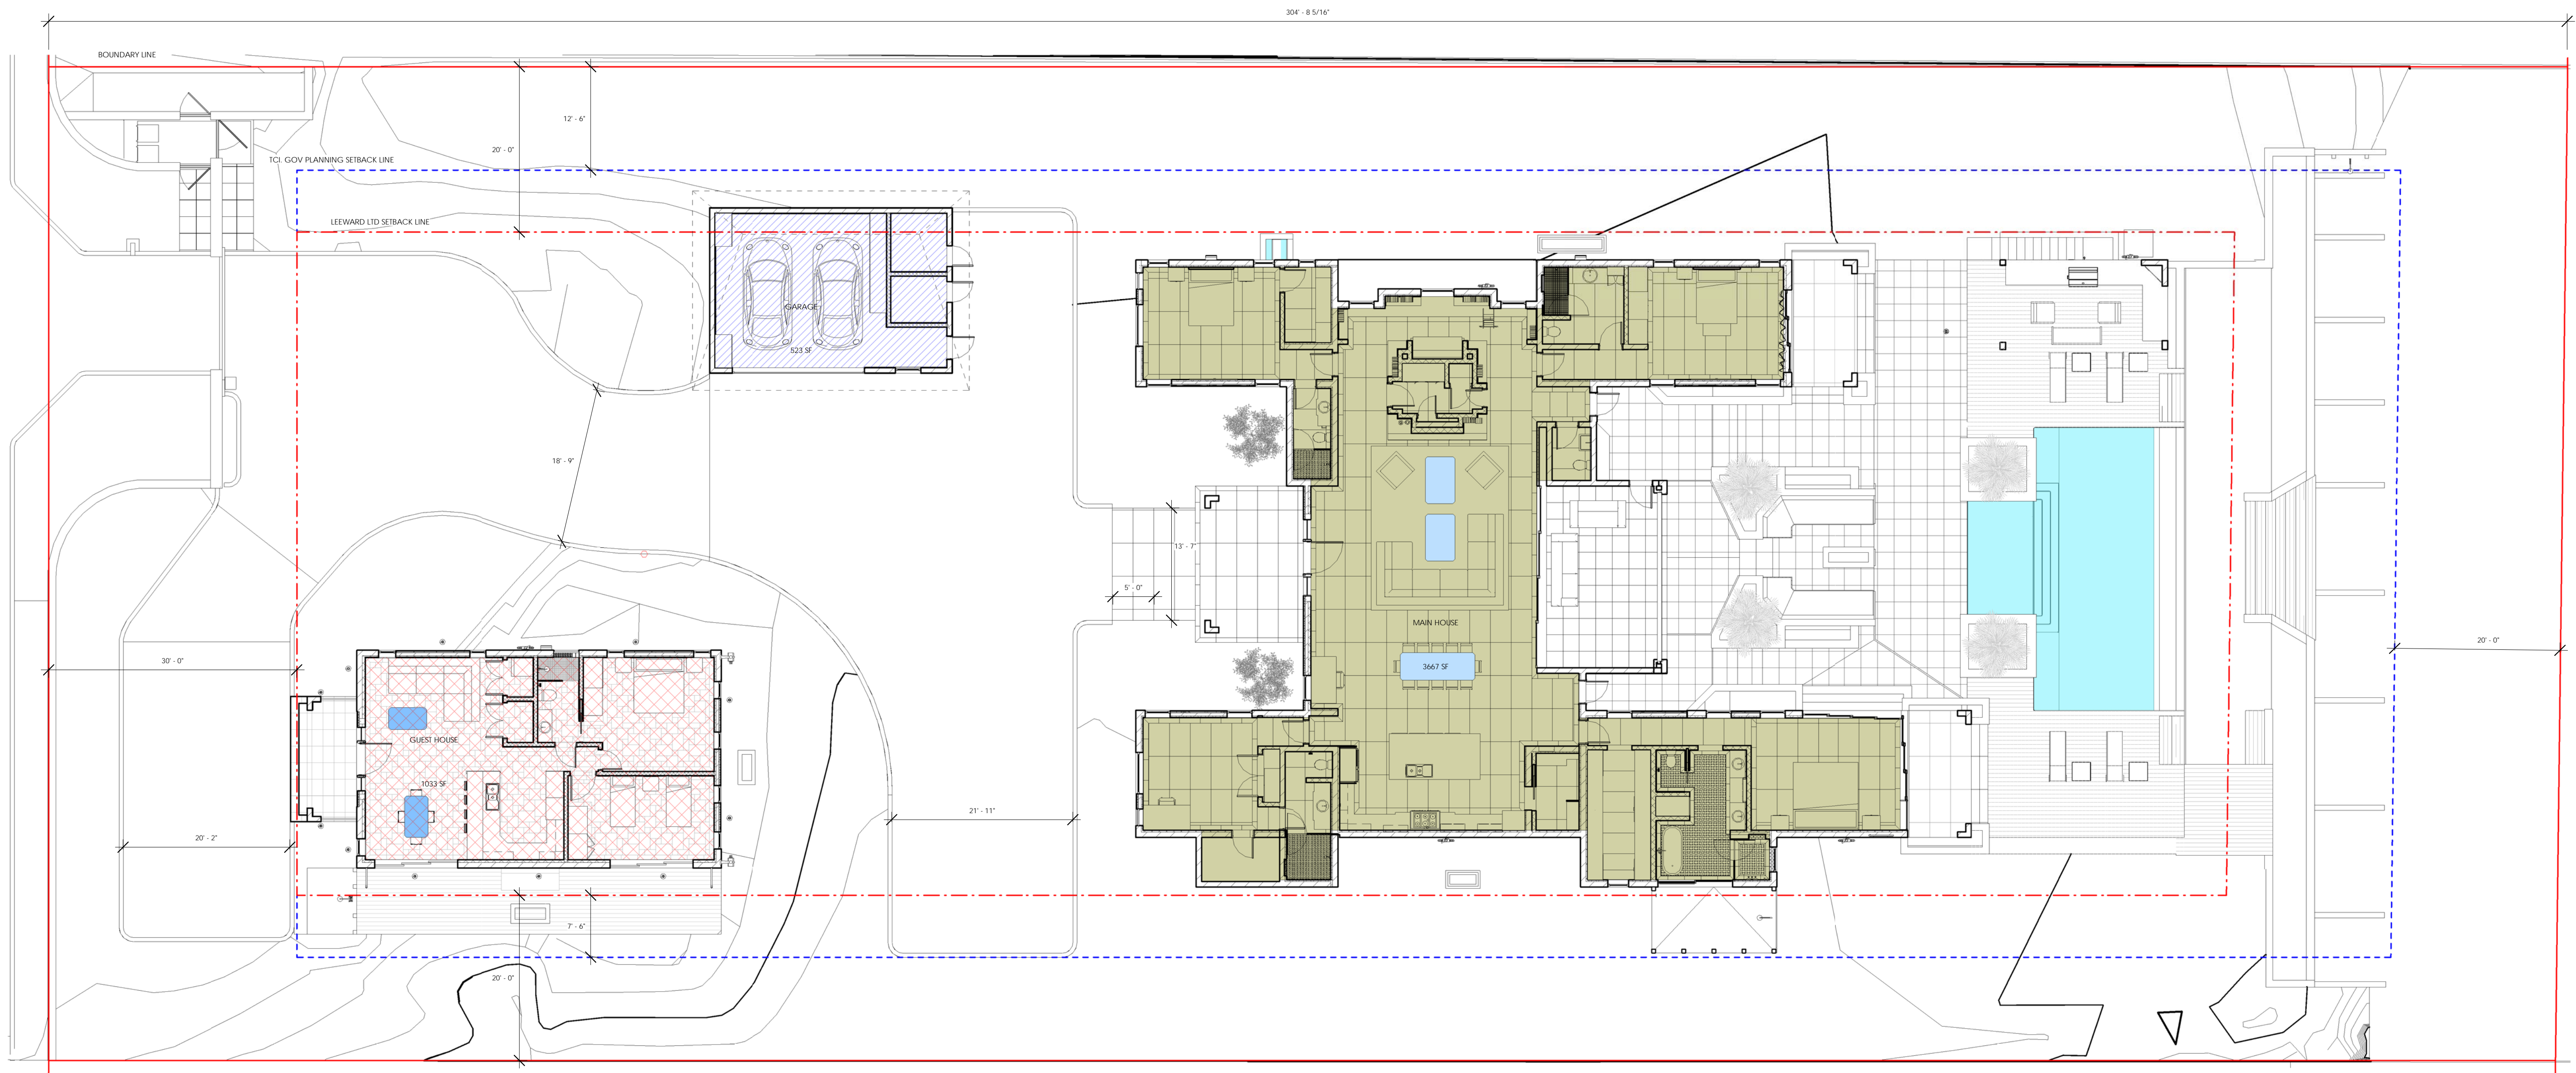 304' - 8 5/16"
BOUNDARY LINE
12' - 6"
20' - 0"
TCI. GOV PLANNING SETBACK LINE
LEEWARD LTD SETBACK LINE
GARAGE
523 SF
18' - 9"
13' - 7"
5' - 0"
MAIN HOUSE
20' - 0"
30' - 0"
3667 SF
GUEST HOUSE
1033 SF
21' - 11"
20' - 2"
7' - 6"
20' - 0"